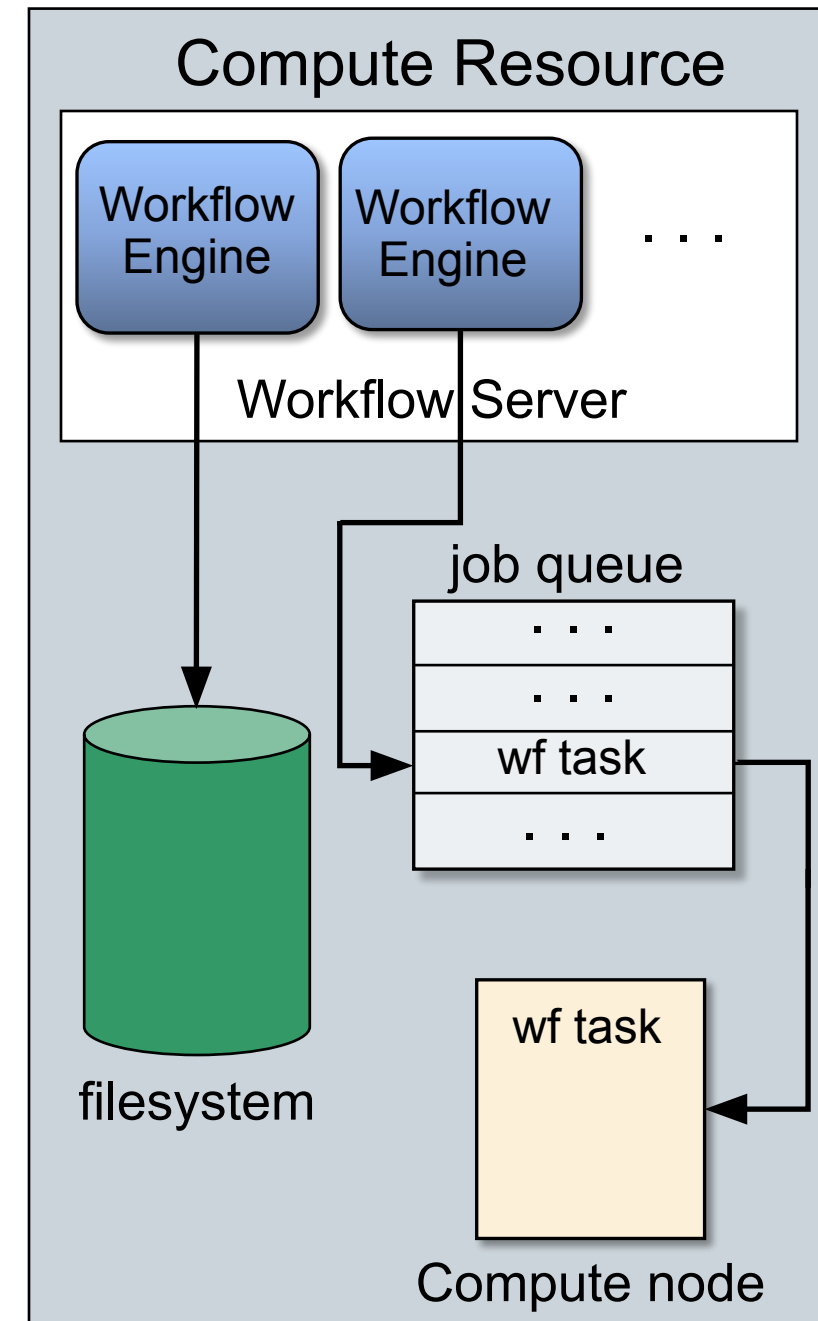 Compute Resource
Workflow
Engine
Workflow
Engine
. . .
Workflow Server
job queue
. . .
. . .
wf task
. . .
wf task
filesystem
Compute node